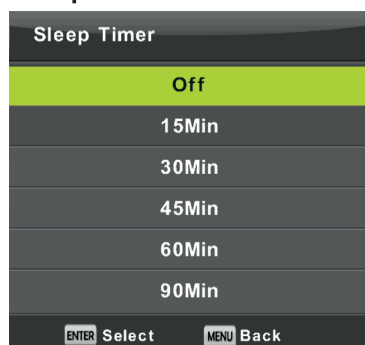 Sleep Timer
Off
15Min
30Min
45Min
60Min
90Min
ENTER Select MENU Back